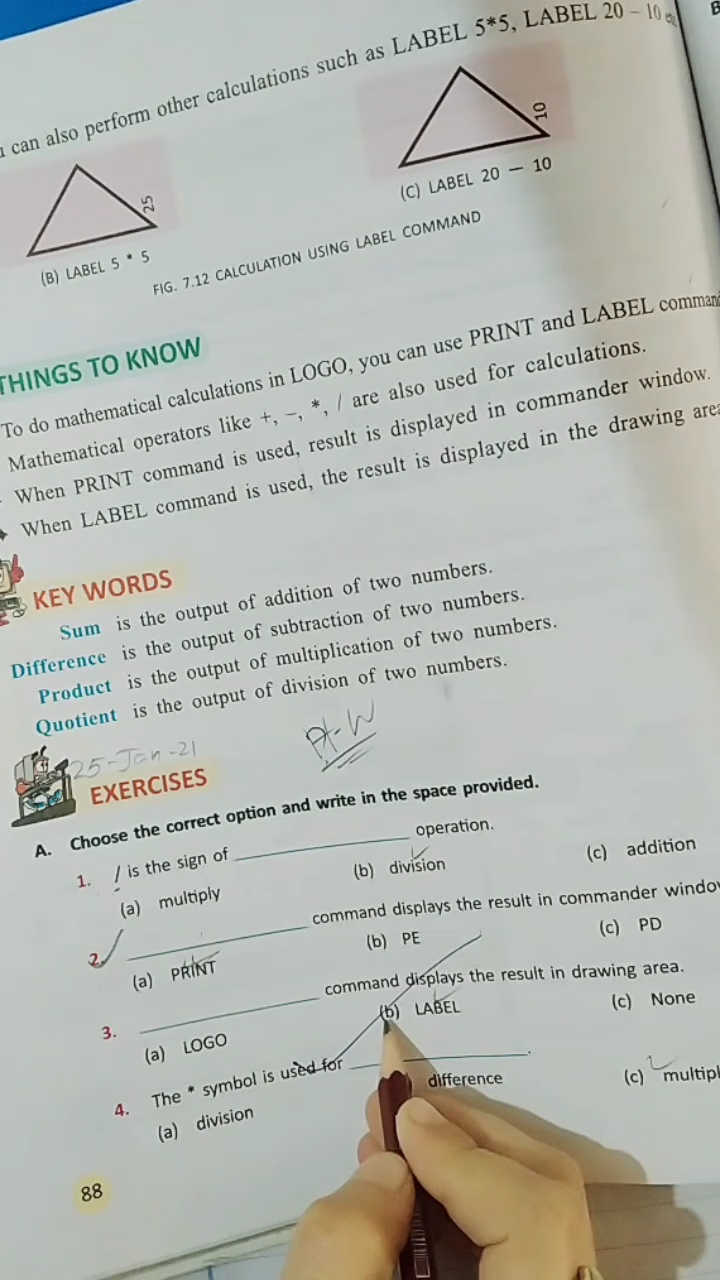 can also perform other calculations such as LABEL 5*5, LABEL 20 – 10
25
10
(B) LABEL 5 * 5
(C) LABEL 20 — 10
FIG. 7.12 CALCULATION USING LABEL COMMAND
THINGS TO KNOW
To do mathematical calculations in LOGO, you can use PRINT and LABEL command
Mathematical operators like +, –, *, / are also used for calculations.
When PRINT command is used, result is displayed in commander window.
When LABEL command is used, the result is displayed in the drawing area
KEY WORDS
Sum is the output of addition of two numbers.
Difference is the output of subtraction of two numbers.
Product is the output of multiplication of two numbers.
Quotient is the output of division of two numbers.
25-Jan-21
EXERCISES
A. Choose the correct option and write in the space provided.
1. / is the sign of ____________ operation.
(a) multiply (b) division (c) addition
2. ____________ command displays the result in commander window
(a) PRINT (b) PE (c) PD
3. ____________ command displays the result in drawing area.
(a) LOGO (b) LABEL (c) None
4. The * symbol is used for ____________.
(a) division difference (c) multipl
88